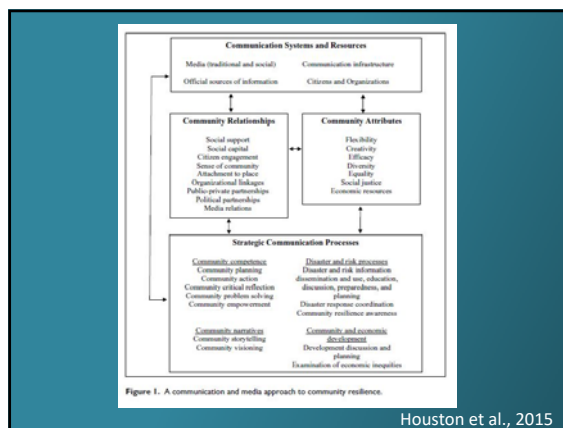 Communication Systems and Resources
Media (traditional and social)
Communication infrastructure
Official sources of information
Citizens and Organizations
Community Relationships
Social support
Social capital
Citizen engagement
Sense of community
Attachment to place
Organizational linkages
Public-private partnerships
Political partnerships
Media relations
Community Attributes
Flexibility
Creativity
Efficacy
Diversity
Equality
Social justice
Economic resources
Strategic Communication Processes
Community competence
Community planning
Community action
Community critical reflection
Community problem solving
Community empowerment
Disaster and risk processes
Disaster and risk information
dissemination and use, education,
discussion, preparedness, and
planning
Disaster response coordination
Community resilience awareness
Community narratives
Community storytelling
Community visioning
Community and economic
development
Development discussion and
planning
Examination of economic inequities
Figure 1. A communication and media approach to community resilience.
Houston et al., 2015